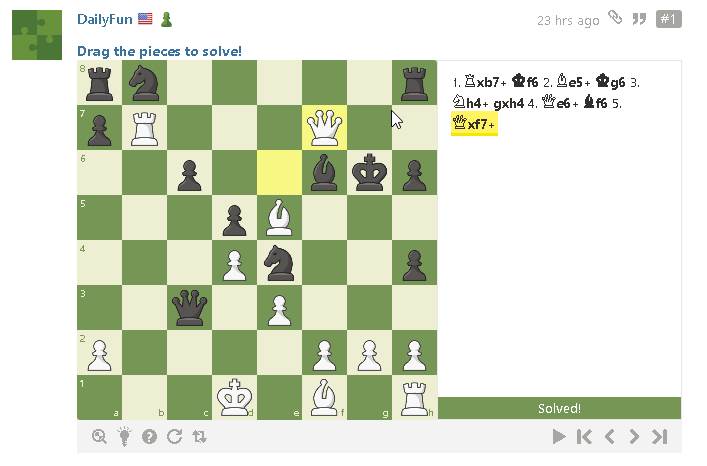 DailyFun
23 hrs ago
#1
Drag the pieces to solve!
8
7
6
5
4
3
2
1
a b c d e f g h
1. ♖xb7+ ♚f6 2. ♗e5+ ♚g6 3.
♘h4+ gxh4 4. ♕e6+ ♝f6 5.
♕xf7+
Solved!